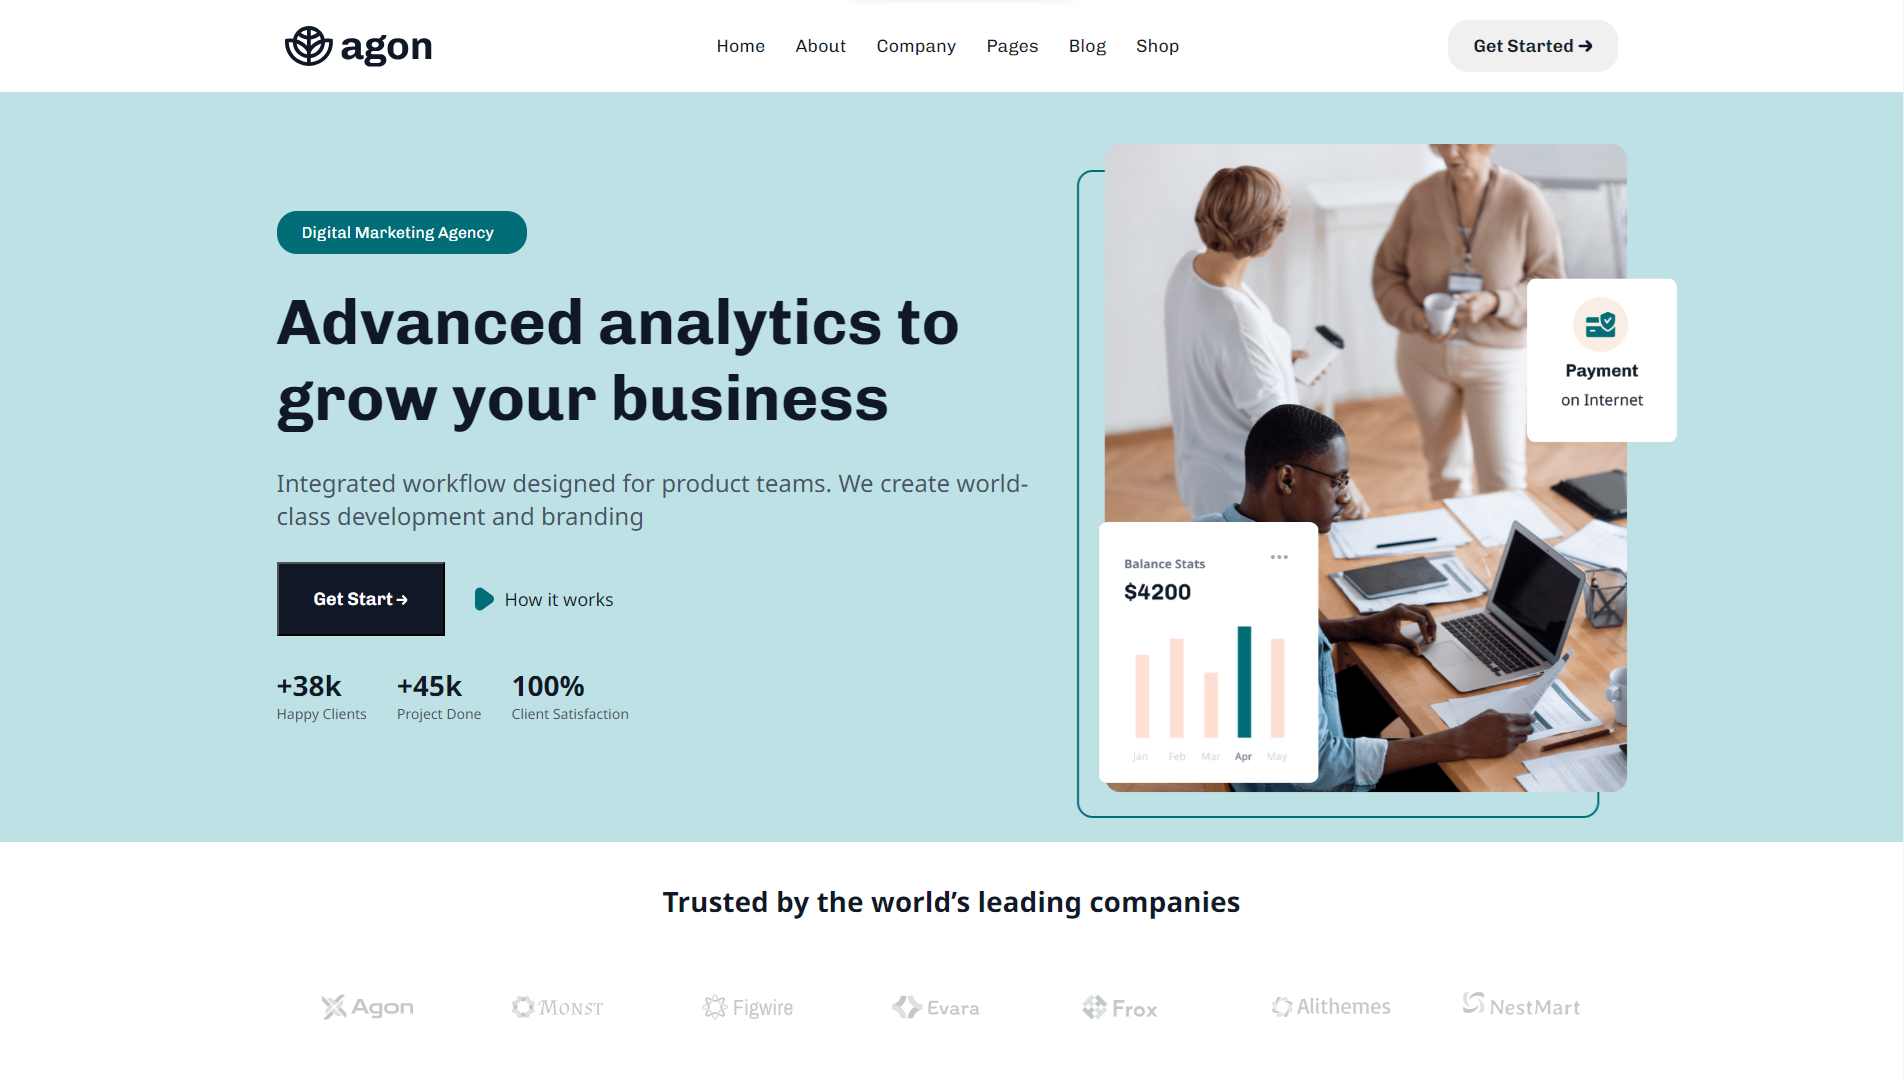 agon
Home About Company Pages Blog Shop
Get Started →
Digital Marketing Agency
Advanced analytics to
grow your business
Integrated workflow designed for product teams. We create world-
class development and branding
Get Start →
How it works
+38k
Happy Clients
+45k
Project Done
100%
Client Satisfaction
Payment
on Internet
Balance Stats
$4200
Jan Feb Mar Apr May
Trusted by the world’s leading companies
Agon
Monst
Figwire
Evara
Frox
Alithemes
NestMart